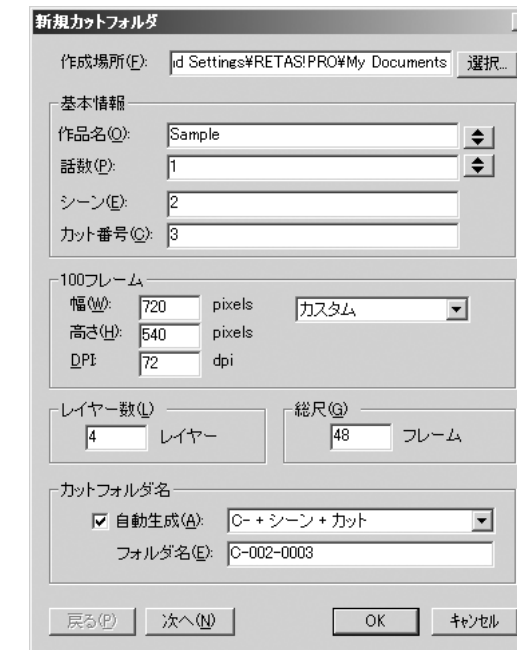 新規カットフォルダ
作成場所(F): id Settings¥RETAS!PRO¥My Documents 選択...
基本情報
作品名(O): Sample
話数(P): 1
シーン(E): 2
カット番号(C): 3
100フレーム
幅(W): 720 pixels カスタム
高さ(H): 540 pixels
DPI: 72 dpi
レイヤー数(L) 総尺(G)
4 レイヤー 48 フレーム
カットフォルダ名
自動生成(A): C- + シーン + カット
フォルダ名(E): C-002-0003
戻る(P) 次へ(N) OK キャンセル